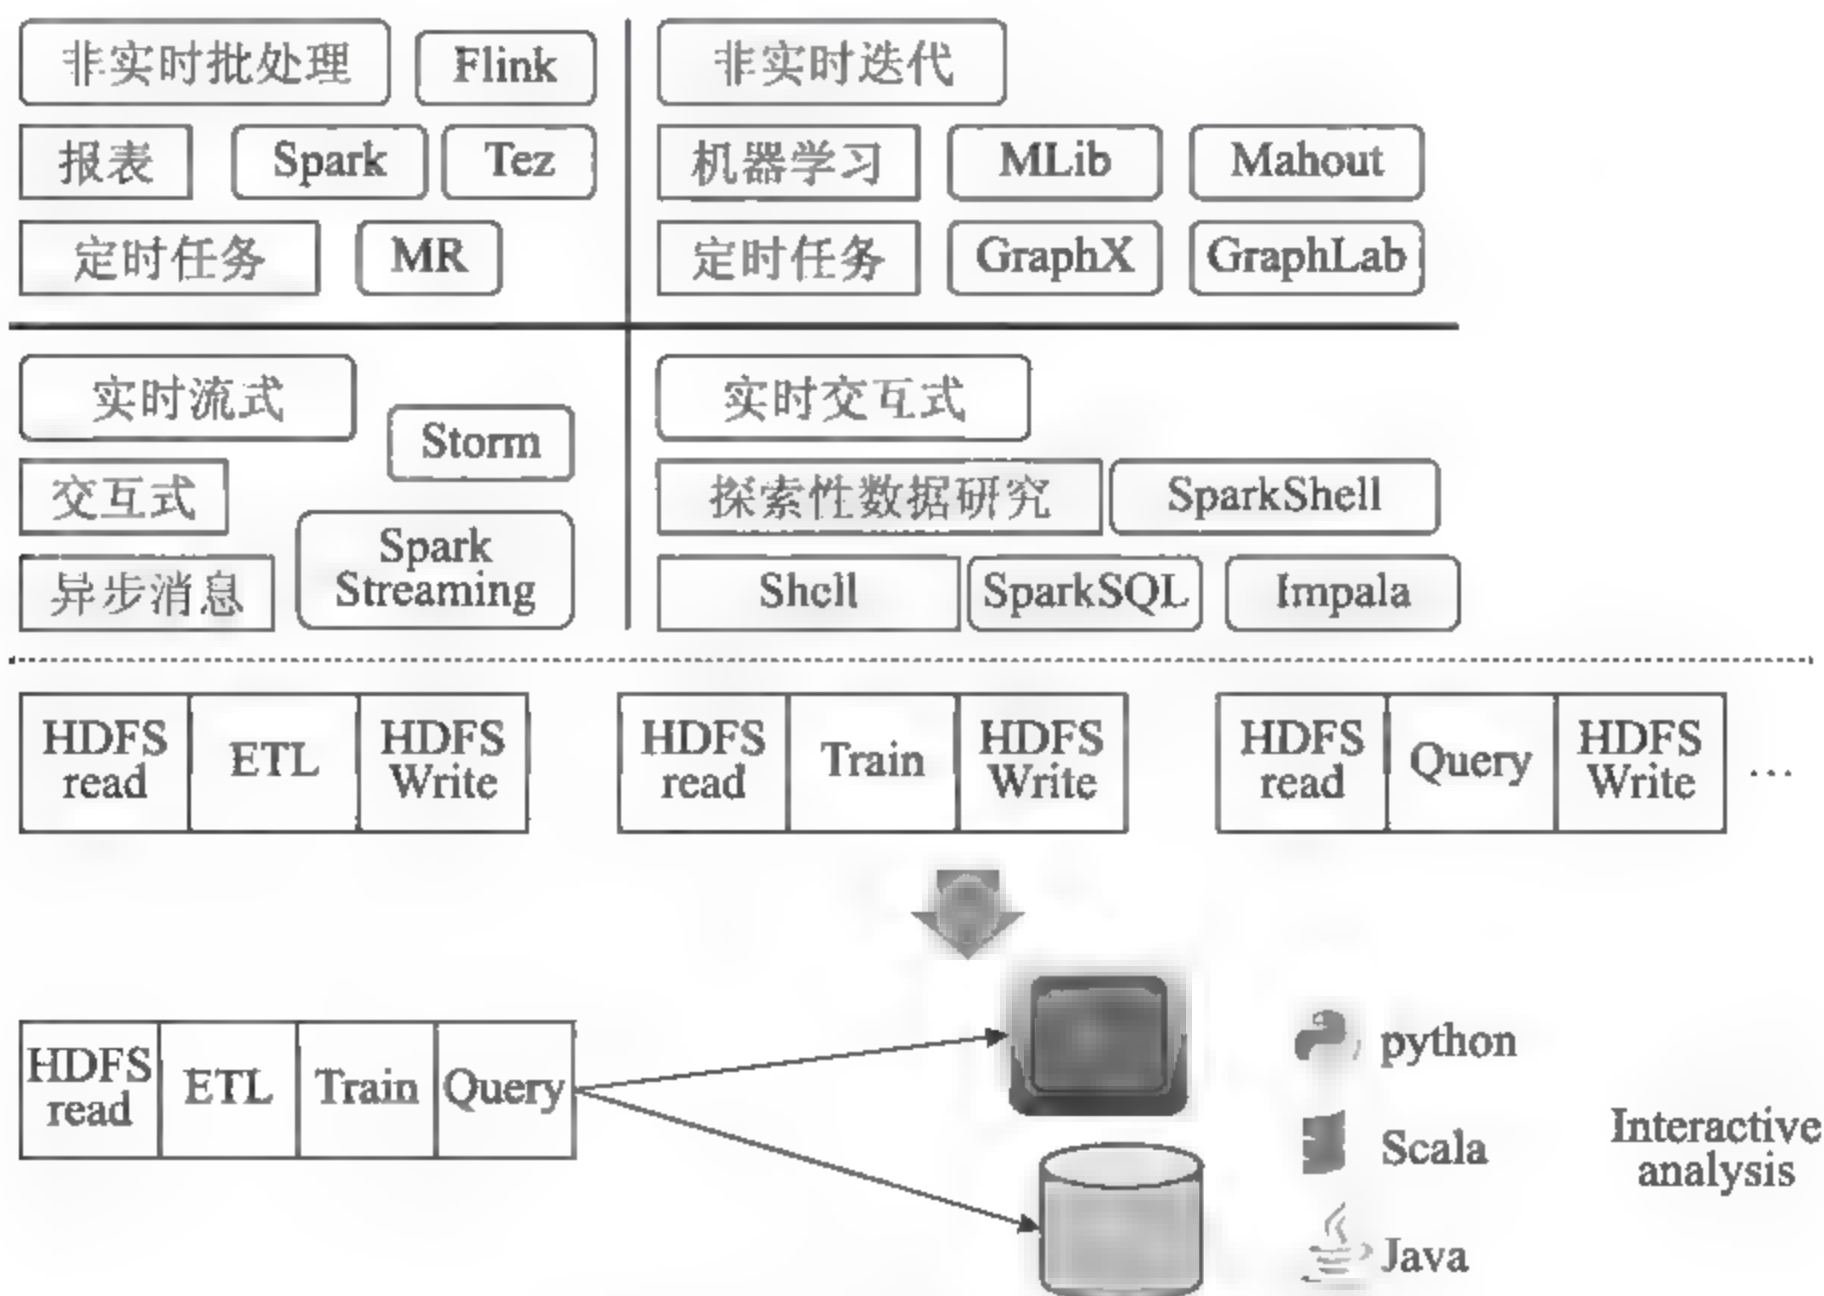 非实时批处理 Flink
报表 Spark Tez
定时任务 MR
非实时迭代
机器学习 MLib Mahout
定时任务 GraphX GraphLab
实时流式
Storm
交互式
Spark
Streaming
异步消息
实时交互式
探索性数据研究 SparkShell
Shell SparkSQL Impala
HDFS
read
ETL
HDFS
Write
HDFS
read
Train
HDFS
Write
HDFS
read
Query
HDFS
Write
…
HDFS
read
ETL
Train
Query
python
Scala
Java
Interactive
analysis